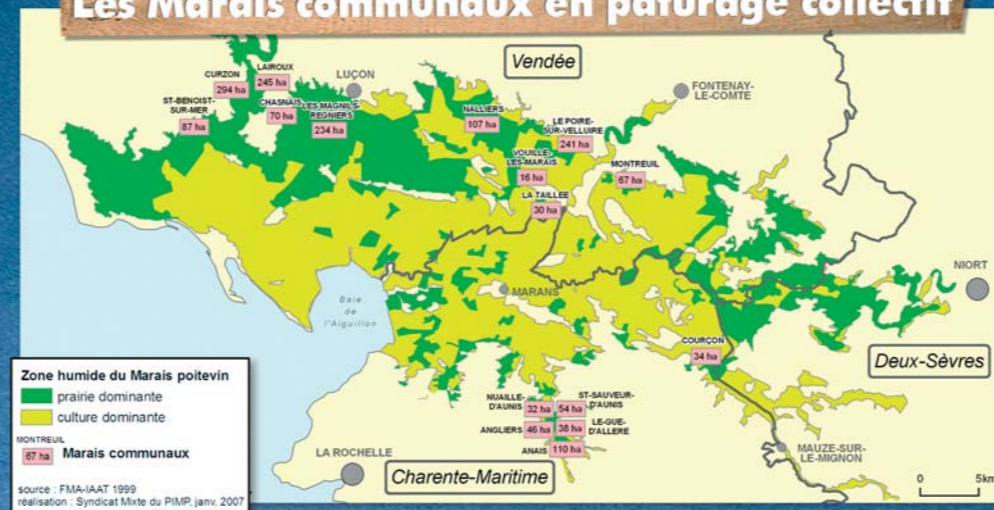 Les Marais communaux en pâturage collectif
Vendée
CURZON
294 ha
LAIROUX
245 ha
LUÇON
FONTENAY-
LE-COMTE
ST-BENOIST-
SUR-MER
87 ha
CHASNAIS
70 ha
LES MAGNILS-
REGNIERS
234 ha
NALLIERS
107 ha
LE POIRE-
SUR-VELLUIRE
241 ha
VOUILLE-
LES-MARAIS
16 ha
MONTREUIL
67 ha
LA TAILLEE
30 ha
NIORT
MARANS
Baie
de
l'Aiguillon
COURÇON
34 ha
Deux-Sèvres
Zone humide du Marais poitevin
prairie dominante
culture dominante
MONTREUIL
67 ha
Marais communaux
source : FMA-IAAT 1999
réalisation : Syndicat Mixte du PIMP, janv. 2007
NUAILLE-
D'AUNIS
32 ha
54 ha
ST-SAUVEUR-
D'AUNIS
ANGLIERS
46 ha
38 ha
LE-GUE-
D'ALLERE
ANAIS
110 ha
LA ROCHELLE
Charente-Maritime
MAUZE-SUR-
LE-MIGNON
0 5km